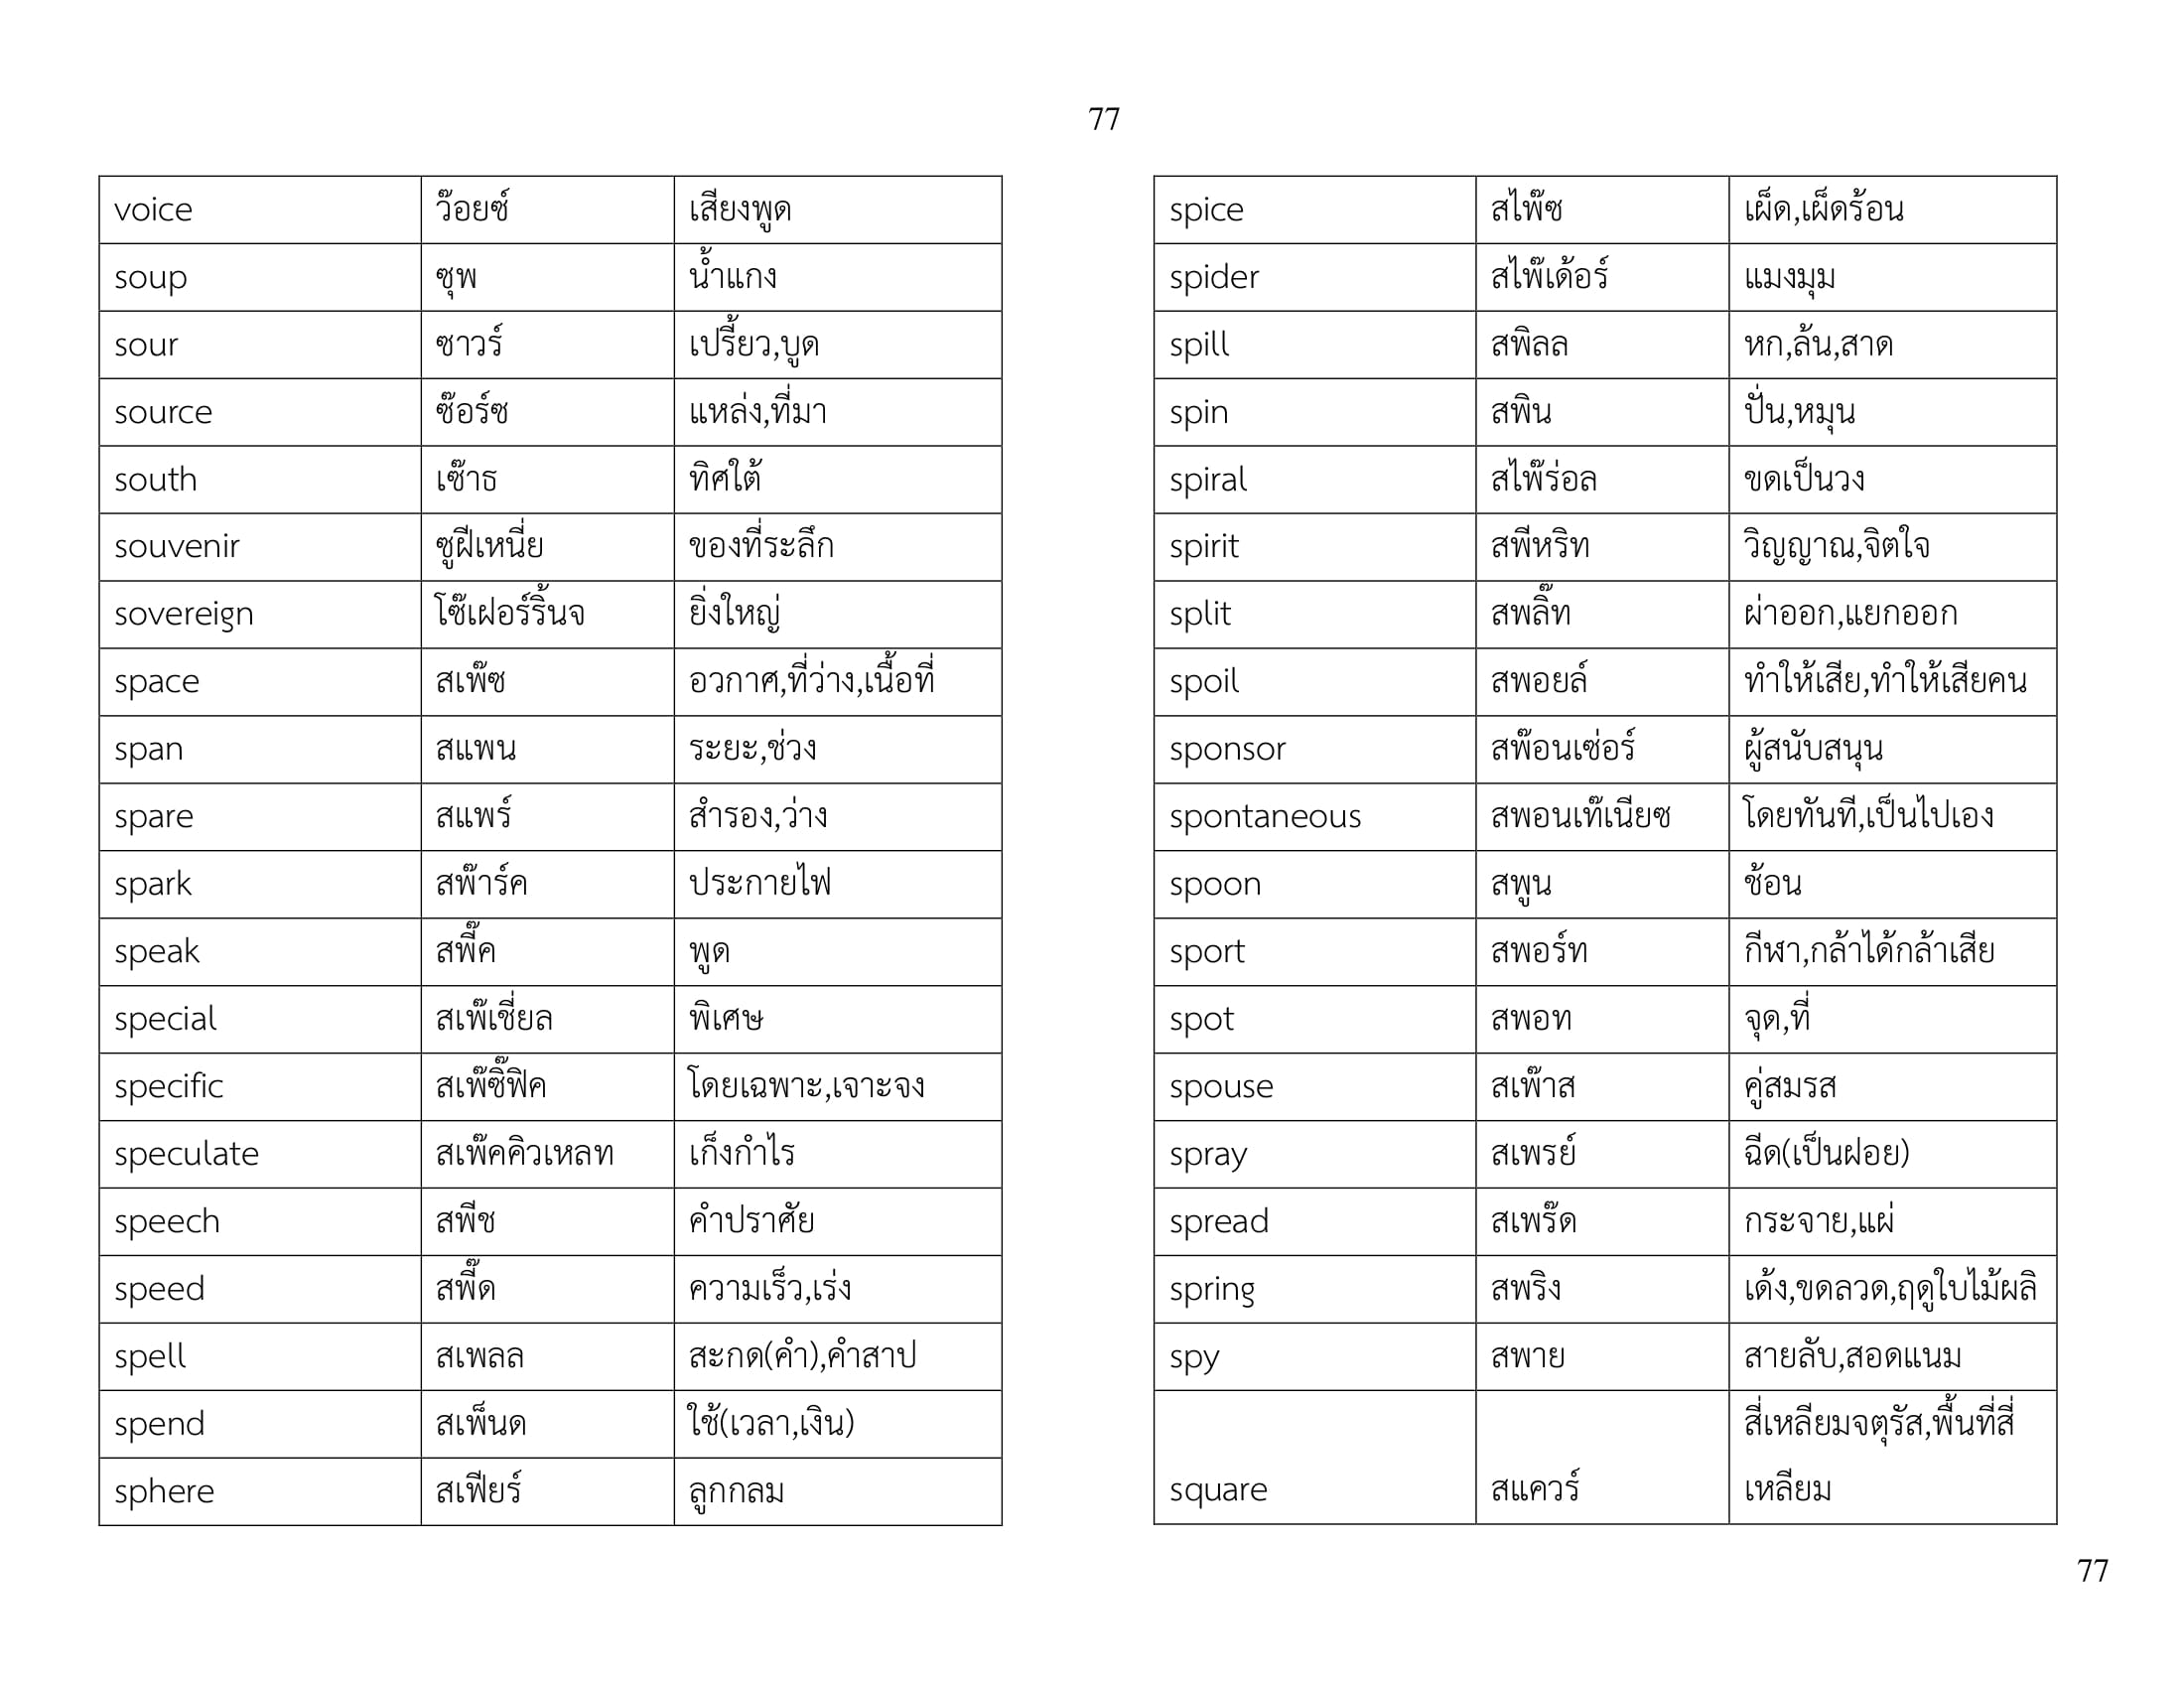 77
voice ว๊อยซ์ เสียงพูด
soup ซุพ น้ำแกง
sour ซาวร์ เปรี้ยว,บูด
source ซ๊อร์ซ แหล่ง,ที่มา
south เซ๊าธ ทิศใต้
souvenir ซูฝีเหนี่ย ของที่ระลึก
sovereign โซ๊เฝอร์ริ้นจ ยิ่งใหญ่
space สเพ๊ซ อวกาศ,ที่ว่าง,เนื้อที่
span สแพน ระยะ,ช่วง
spare สแพร์ สำรอง,ว่าง
spark สพ๊าร์ค ประกายไฟ
speak สพี๊ค พูด
special สเพ๊เชี่ยล พิเศษ
specific สเพ๊ซิ๊ฟิค โดยเฉพาะ,เจาะจง
speculate สเพ๊คคิวเหลท เก็งกำไร
speech สพีช คำปราศัย
speed สพี๊ด ความเร็ว,เร่ง
spell สเพลล สะกด(คำ),คำสาป
spend สเพ็นด ใช้(เวลา,เงิน)
sphere สเฟียร์ ลูกกลม
spice สไพ๊ซ เผ็ด,เผ็ดร้อน
spider สไพ๊เด้อร์ แมงมุม
spill สพิลล หก,ล้น,สาด
spin สพิน ปั่น,หมุน
spiral สไพ๊ร่อล ขดเป็นวง
spirit สพีหริท วิญญาณ,จิตใจ
split สพลิ๊ท ผ่าออก,แยกออก
spoil สพอยล์ ทำให้เสีย,ทำให้เสียคน
sponsor สพ๊อนเซ่อร์ ผู้สนับสนุน
spontaneous สพอนเท๊เนียซ โดยทันที,เป็นไปเอง
spoon สพูน ช้อน
sport สพอร์ท กีฬา,กล้าได้กล้าเสีย
spot สพอท จุด,ที่
spouse สเพ๊าส คู่สมรส
spray สเพรย์ ฉีด(เป็นฝอย)
spread สเพร๊ด กระจาย,แผ่
spring สพริง เด้ง,ขดลวด,ฤดูใบไม้ผลิ
spy สพาย สายลับ,สอดแนม
สี่เหลียมจตุรัส,พื้นที่สี่
square สแควร์ เหลียม
77